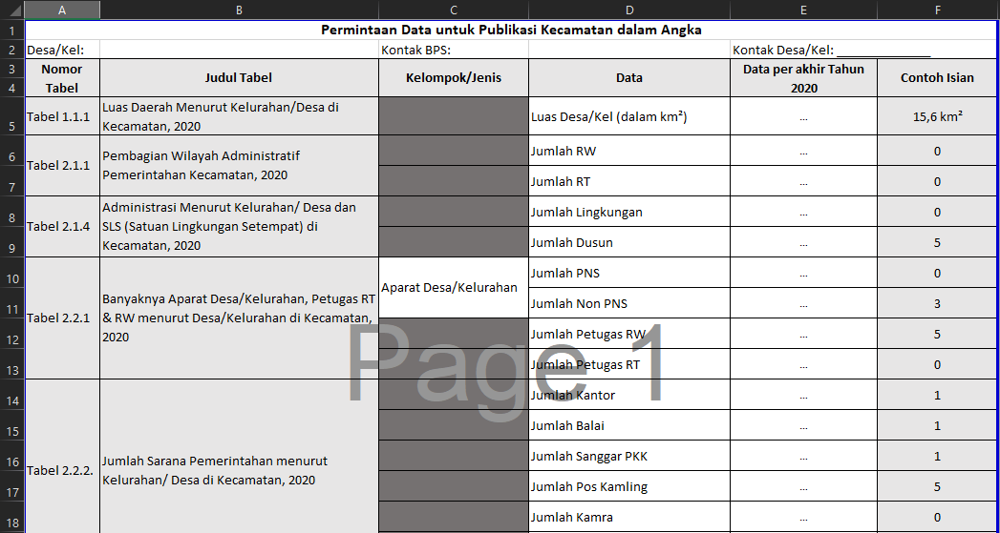 A B C D E F
1 Permintaan Data untuk Publikasi Kecamatan dalam Angka
2 Desa/Kel: Kontak BPS: Kontak Desa/Kel: ______________
3 Nomor Judul Tabel Kelompok/Jenis Data Data per akhir Tahun Contoh Isian
4 Tabel 2020
5 Tabel 1.1.1 Luas Daerah Menurut Kelurahan/Desa di Luas Desa/Kel (dalam km²) ... 15,6 km²
Kecamatan, 2020
6 Tabel 2.1.1 Pembagian Wilayah Administratif Jumlah RW ... 0
7 Pemerintahan Kecamatan, 2020 Jumlah RT ... 0
8 Tabel 2.1.4 Administrasi Menurut Kelurahan/ Desa dan Jumlah Lingkungan ... 0
SLS (Satuan Lingkungan Setempat) di
9 Kecamatan, 2020 Jumlah Dusun ... 5
10 Aparat Desa/Kelurahan Jumlah PNS ... 0
11 Tabel 2.2.1 Banyaknya Aparat Desa/Kelurahan, Petugas RT Jumlah Non PNS ... 3
& RW menurut Desa/Kelurahan di Kecamatan,
12 2020 Jumlah Petugas RW ... 5
13 Jumlah Petugas RT ... 0
Page 1
14 Jumlah Kantor ... 1
15 Jumlah Balai ... 1
16 Tabel 2.2.2. Jumlah Sarana Pemerintahan menurut Jumlah Sanggar PKK ... 1
17 Kelurahan/ Desa di Kecamatan, 2020 Jumlah Pos Kamling ... 5
18 Jumlah Kamra ... 0